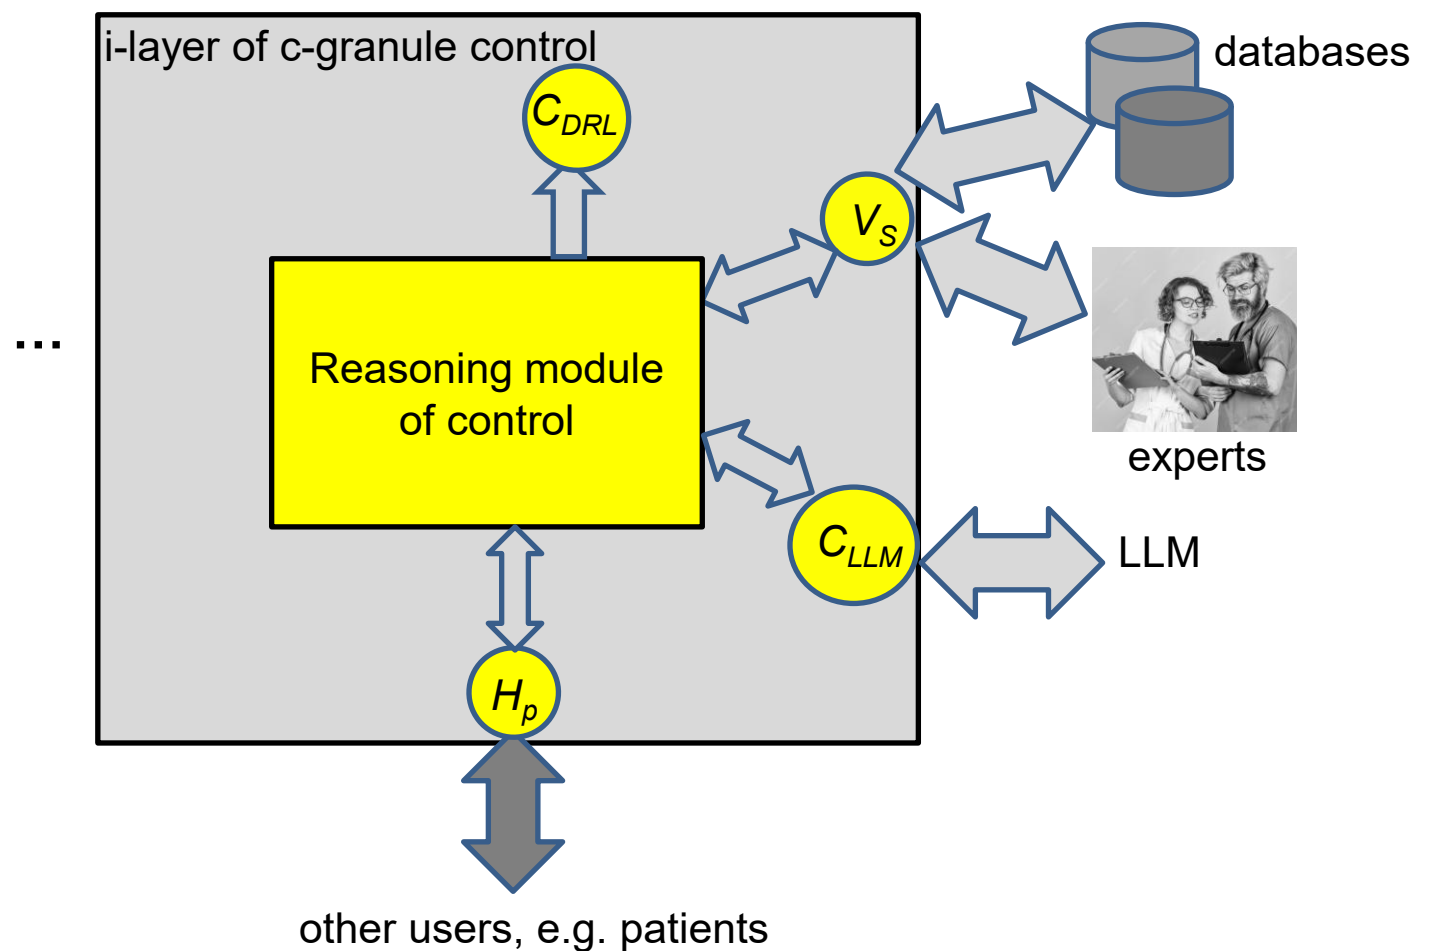 i-layer of c-granule control
databases
C_DRL
V_S
...
Reasoning module
of control
experts
C_LLM
LLM
H_p
other users, e.g. patients